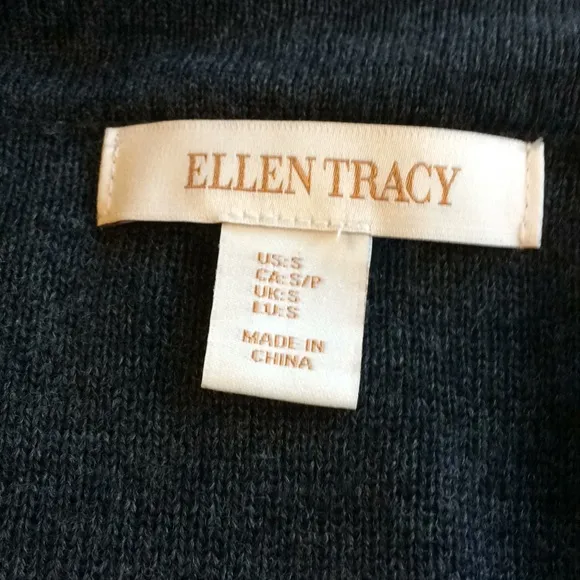 ELLEN TRACY
US: S
CA: S/P
UK: S
EU: S
MADE IN
CHINA